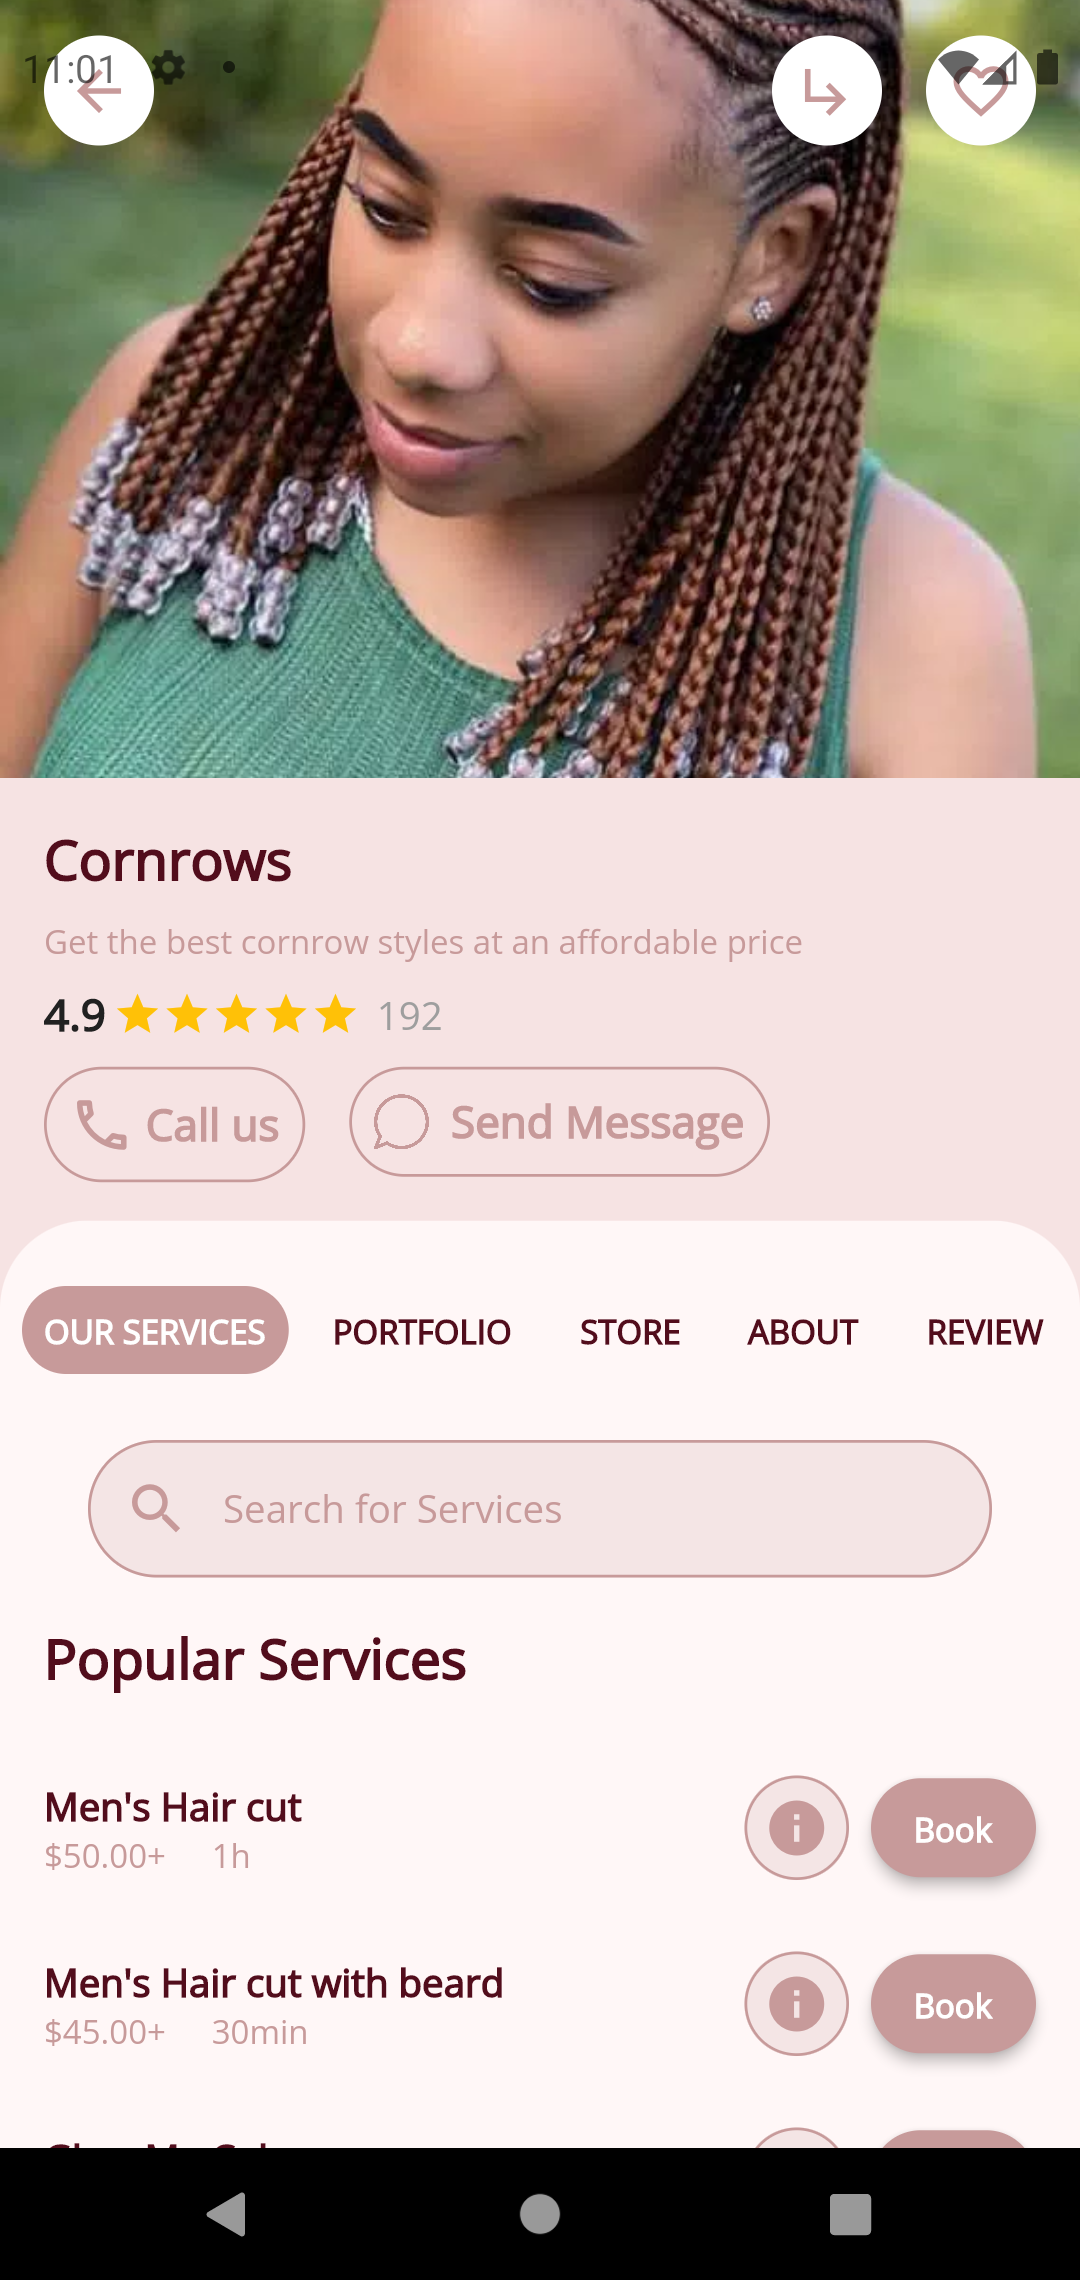 11:01
Cornrows
Get the best cornrow styles at an affordable price
4.9 192
Call us Send Message
OUR SERVICES PORTFOLIO STORE ABOUT REVIEW
Search for Services
Popular Services
Men's Hair cut
$50.00+ 1h
Book
Men's Hair cut with beard
$45.00+ 30min
Book